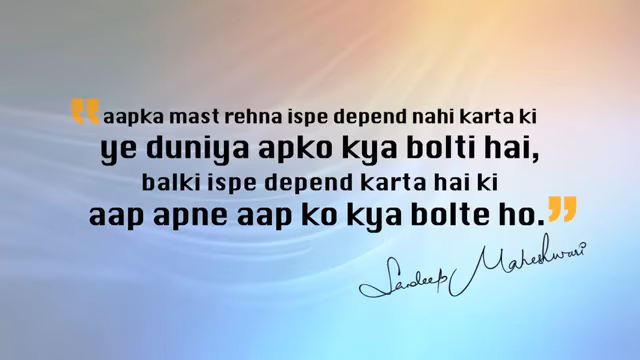 “aapka mast rehna ispe depend nahi karta ki
ye duniya apko kya bolti hai,
balki ispe depend karta hai ki
aap apne aap ko kya bolte ho.”
Sandeep Maheshwari